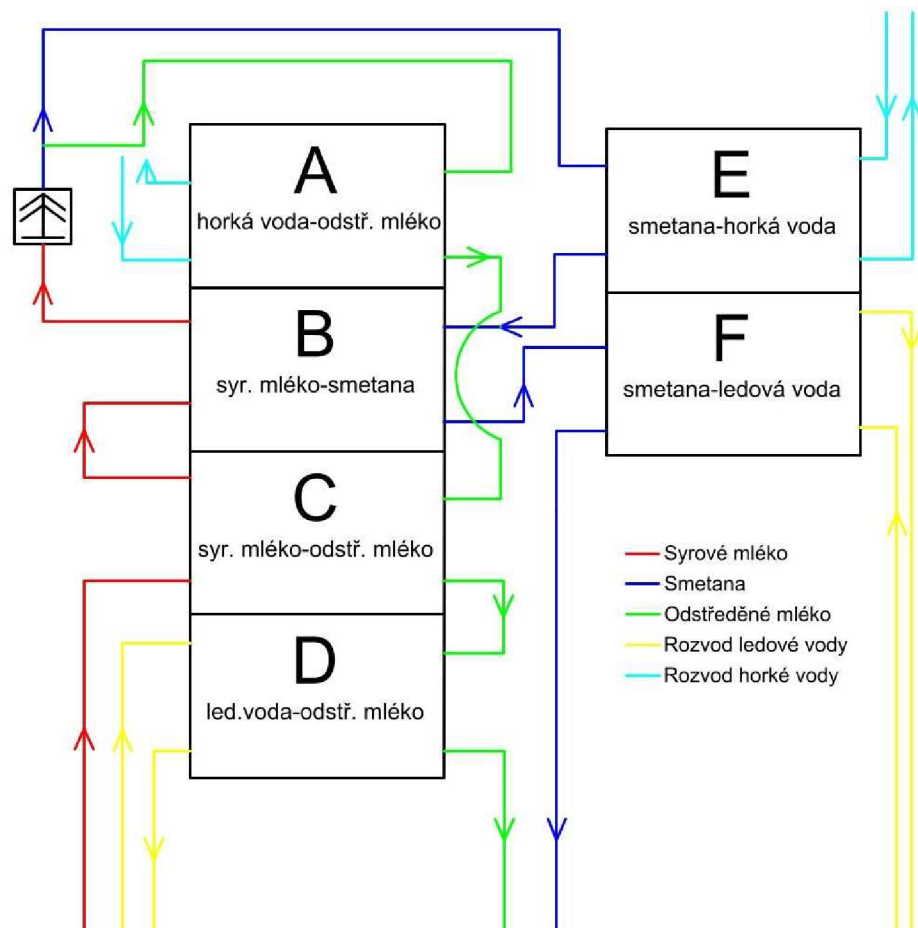 A
horká voda-odstř. mléko
B
syr. mléko-smetana
C
syr. mléko-odstř. mléko
D
led.voda-odstř. mléko
E
smetana-horká voda
F
smetana-ledová voda
Syrové mléko
Smetana
Odstředěné mléko
Rozvod ledové vody
Rozvod horké vody